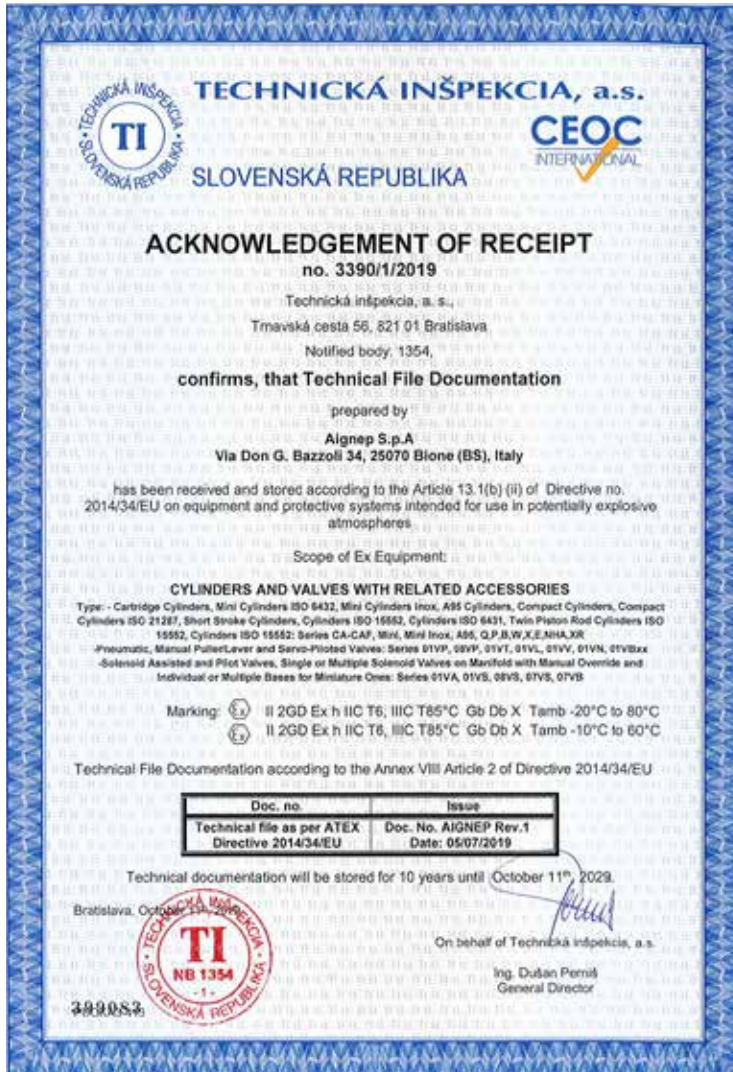 TECHNICKÁ INŠPEKCIA, a.s.
TECHNICKÁ INŠPEKCIA
TI
SLOVENSKÁ REPUBLIKA
CEOC
INTERNATIONAL
SLOVENSKÁ REPUBLIKA
ACKNOWLEDGEMENT OF RECEIPT
no. 3390/1/2019
Technická inšpekcia, a. s.,
Trnavská cesta 56, 821 01 Bratislava
Notified body: 1354,
confirms, that Technical File Documentation
prepared by
Aignep S.p.A
Via Don G. Bazzoli 34, 25070 Bione (BS), Italy
has been received and stored according to the Article 13.1(b) (ii) of Directive no.
2014/34/EU on equipment and protective systems intended for use in potentially explosive
atmospheres
Scope of Ex Equipment:
CYLINDERS AND VALVES WITH RELATED ACCESSORIES
Type: - Cartridge Cylinders, Mini Cylinders ISO 6432, Mini Cylinders Inox, A95 Cylinders, Compact Cylinders, Compact
Cylinders ISO 21287, Short Stroke Cylinders, Cylinders ISO 15552, Cylinders ISO 6431, Twin Piston Rod Cylinders ISO
15552, Cylinders ISO 15552: Series CA-CAF, Mini, Mini Inox, A95, Q,P,B,W,X,E,NHA,XR
-Pneumatic, Manual Puller/Lever and Servo-Piloted Valves: Series 01VP, 08VP, 01VT, 01VL, 01VV, 01VN, 01VBxx
-Solenoid Assisted and Pilot Valves, Single or Multiple Solenoid Valves on Manifold with Manual Override and
Individual or Multiple Bases for Miniature Ones: Series 01VA, 01VS, 08VS, 07VS, 07VB
Marking: Ex II 2GD Ex h IIC T6, IIIC T85°C Gb Db X Tamb -20°C to 80°C
Ex II 2GD Ex h IIC T6, IIIC T85°C Gb Db X Tamb -10°C to 60°C
Technical File Documentation according to the Annex VIII Article 2 of Directive 2014/34/EU
Doc. no. Issue
Technical file as per ATEX Doc. No. AIGNEP Rev.1
Directive 2014/34/EU Date: 05/07/2019
Technical documentation will be stored for 10 years until October 11th, 2029.
Bratislava, October
TECHNICKÁ INŠPEKCIA
TI
NB 1354
-1-
SLOVENSKÁ REPUBLIKA
On behalf of Technická inšpekcia, a.s.
Ing. Dušan Perniš
General Director
399083